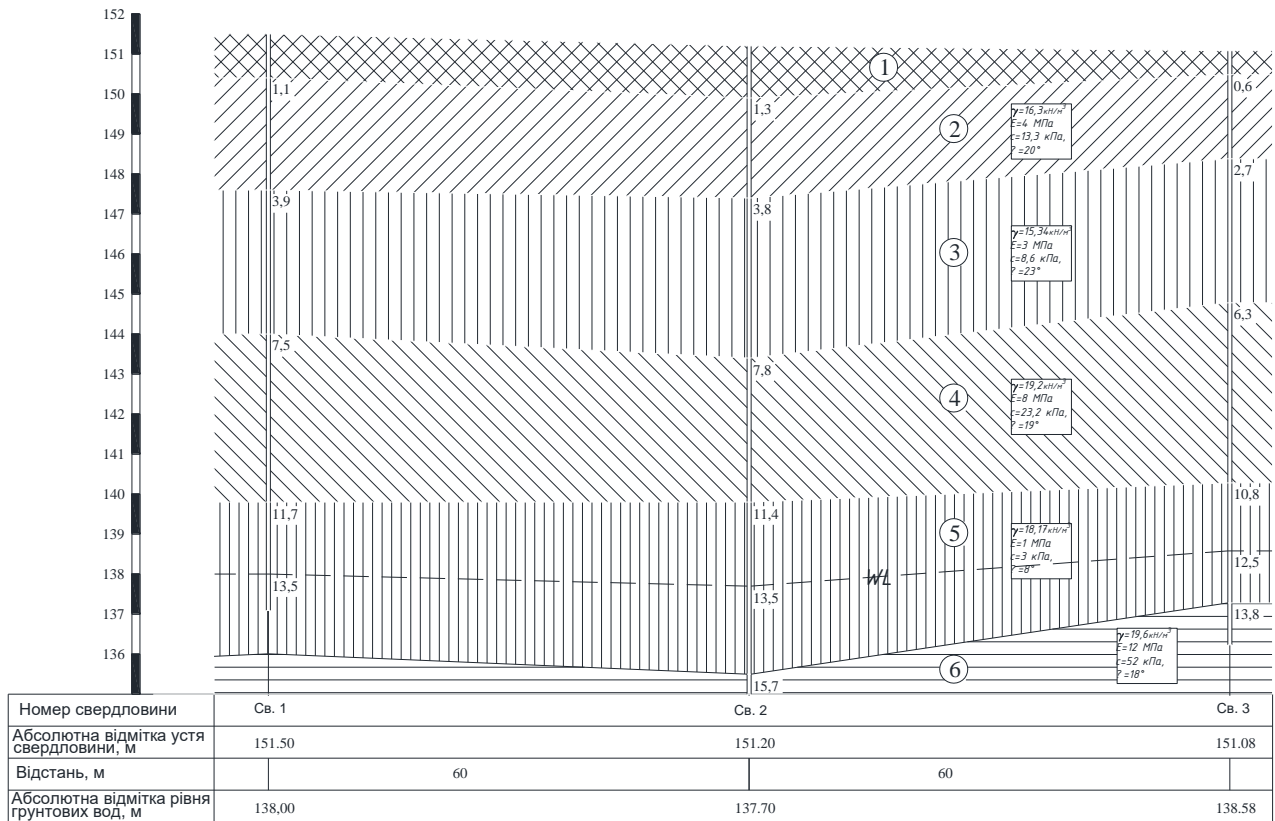 152
151
150
149
148
147
146
145
144
143
142
141
140
139
138
137
136
1
1,1
1,3
0,6
2
γ=16,3кН/м³
E=4 МПа
c=13,3 кПа,
? =20°
3,9
3,8
2,7
3
γ=15,34кН/м³
E=3 МПа
c=8,6 кПа,
? =23°
7,5
7,8
6,3
4
γ=19,2кН/м³
E=8 МПа
c=23,2 кПа,
? =19°
11,7
11,4
10,8
5
γ=18,17кН/м³
E=1 МПа
c=3 кПа,
? =8°
WL
13,5
13,5
12,5
13,8
6
γ=19,6кН/м³
E=12 МПа
c=52 кПа,
? =18°
15,7
Номер свердловини Св. 1 Св. 2 Св. 3
Абсолютна відмітка устя
свердловини, м 151.50 151.20 151.08
Відстань, м 60 60
Абсолютна відмітка рівня
грунтових вод, м 138,00 137.70 138.58